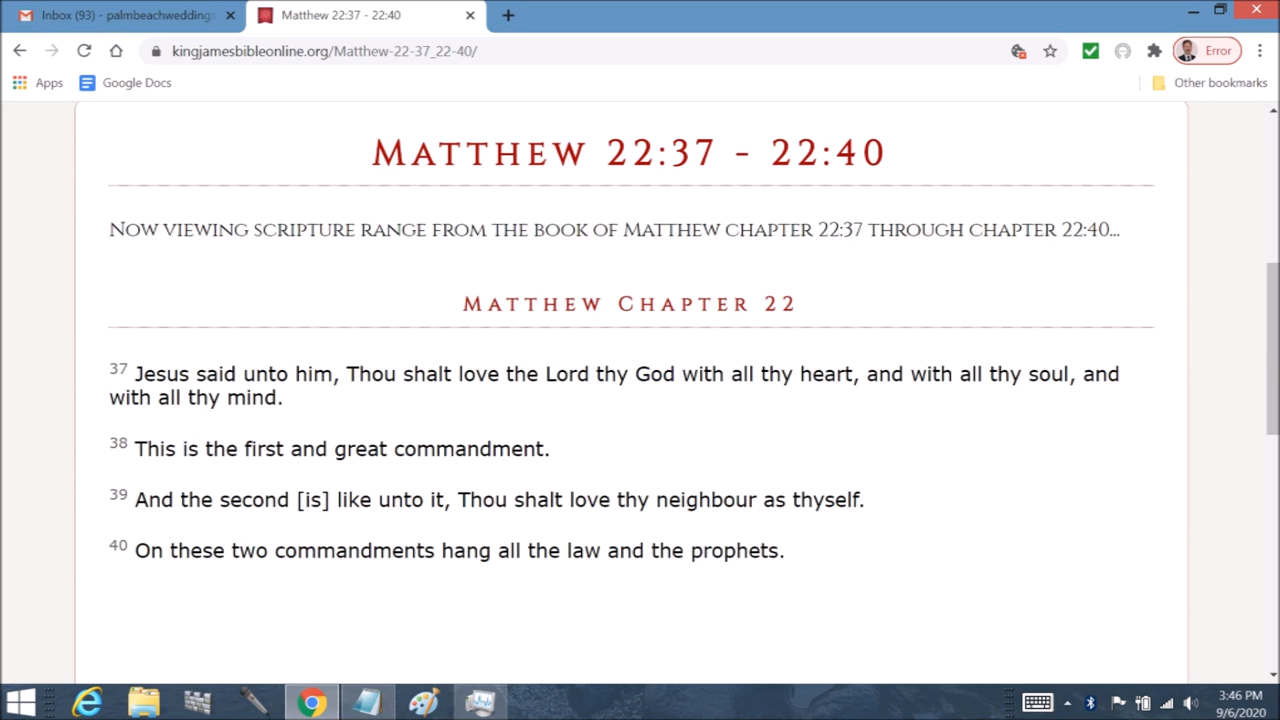 Inbox (93) - palmbeachwedding
Matthew 22:37 - 22:40
kingjamesbibleonline.org/Matthew-22-37_22-40/
Error
Apps
Google Docs
Other bookmarks
Matthew 22:37 - 22:40
Now viewing scripture range from the book of Matthew chapter 22:37 through chapter 22:40...
Matthew Chapter 22
37 Jesus said unto him, Thou shalt love the Lord thy God with all thy heart, and with all thy soul, and
with all thy mind.
38 This is the first and great commandment.
39 And the second [is] like unto it, Thou shalt love thy neighbour as thyself.
40 On these two commandments hang all the law and the prophets.
3:46 PM
9/6/2020